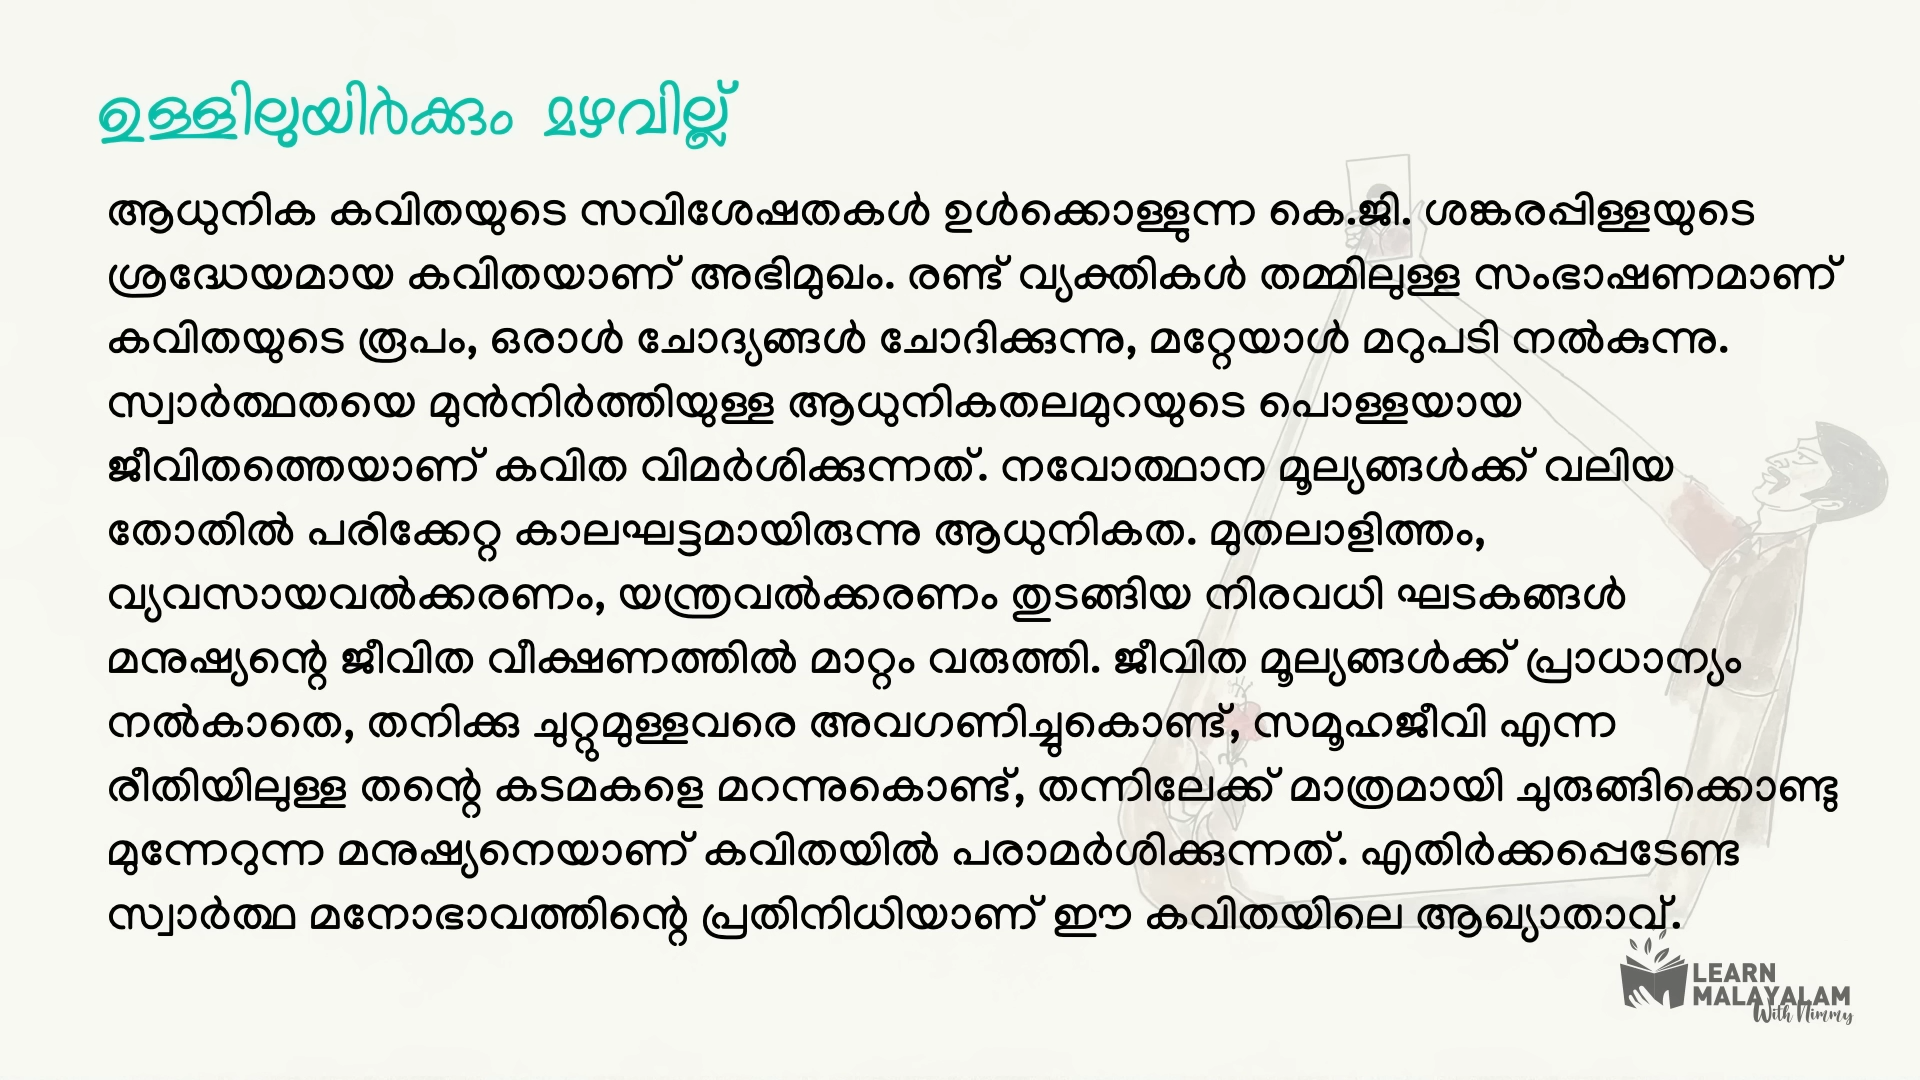 ഉള്ളിലുയിർക്കും മഴവില്ല്
ആധുനിക കവിതയുടെ സവിശേഷതകൾ ഉൾക്കൊള്ളുന്ന കെ.ജി. ശങ്കരപ്പിള്ളയുടെ
ശ്രദ്ധേയമായ കവിതയാണ് അഭിമുഖം. രണ്ട് വ്യക്തികൾ തമ്മിലുള്ള സംഭാഷണമാണ്
കവിതയുടെ രൂപം, ഒരാൾ ചോദ്യങ്ങൾ ചോദിക്കുന്നു, മറ്റേയാൾ മറുപടി നൽകുന്നു.
സ്വാർത്ഥതയെ മുൻനിർത്തിയുള്ള ആധുനികതലമുറയുടെ പൊള്ളയായ
ജീവിതത്തെയാണ് കവിത വിമർശിക്കുന്നത്. നവോത്ഥാന മൂല്യങ്ങൾക്ക് വലിയ
തോതിൽ പരിക്കേറ്റ കാലഘട്ടമായിരുന്നു ആധുനികത. മുതലാളിത്തം,
വ്യവസായവൽക്കരണം, യന്ത്രവൽക്കരണം തുടങ്ങിയ നിരവധി ഘടകങ്ങൾ
മനുഷ്യന്റെ ജീവിത വീക്ഷണത്തിൽ മാറ്റം വരുത്തി. ജീവിത മൂല്യങ്ങൾക്ക് പ്രാധാന്യം
നൽകാതെ, തനിക്കു ചുറ്റുമുള്ളവരെ അവഗണിച്ചുകൊണ്ട്, സമൂഹജീവി എന്ന
രീതിയിലുള്ള തന്റെ കടമകളെ മറന്നുകൊണ്ട്, തന്നിലേക്ക് മാത്രമായി ചുരുങ്ങിക്കൊണ്ടു
മുന്നേറുന്ന മനുഷ്യനെയാണ് കവിതയിൽ പരാമർശിക്കുന്നത്. എതിർക്കപ്പെടേണ്ട
സ്വാർത്ഥ മനോഭാവത്തിന്റെ പ്രതിനിധിയാണ് ഈ കവിതയിലെ ആഖ്യാതാവ്.
LEARN
MALAYALAM
With Nimmy